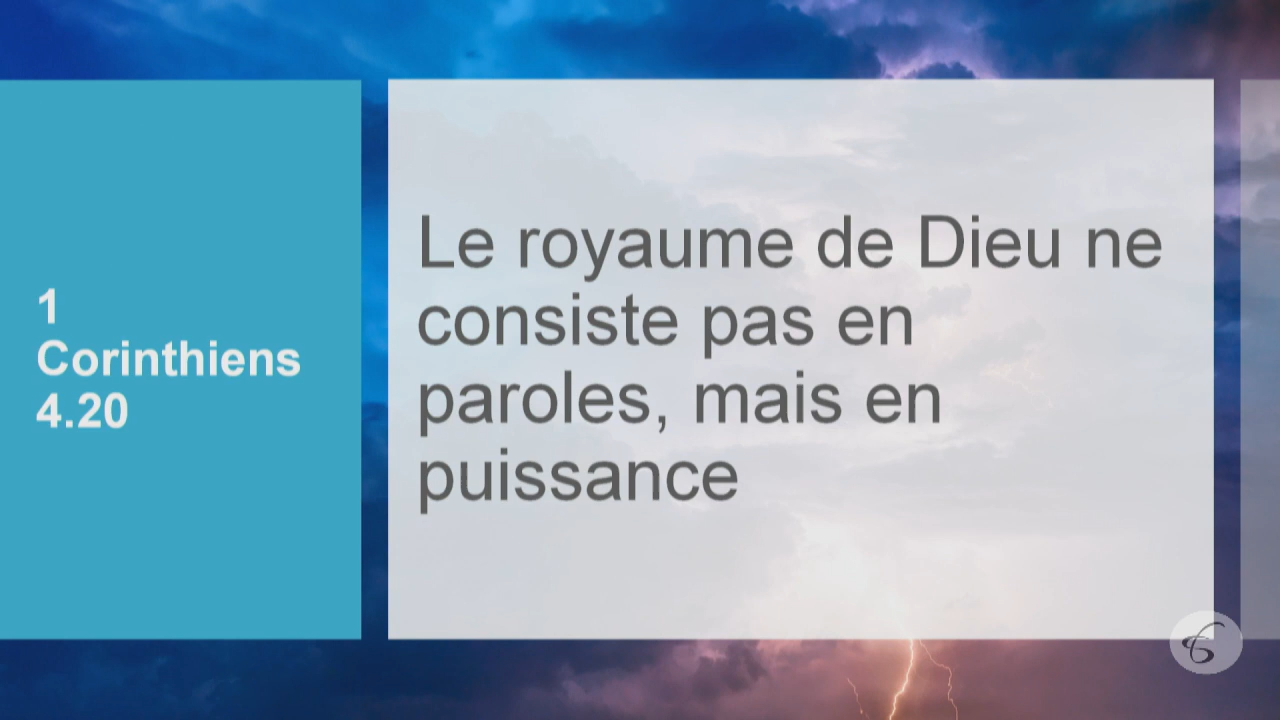 1
Corinthiens
4.20
Le royaume de Dieu ne
consiste pas en
paroles, mais en
puissance